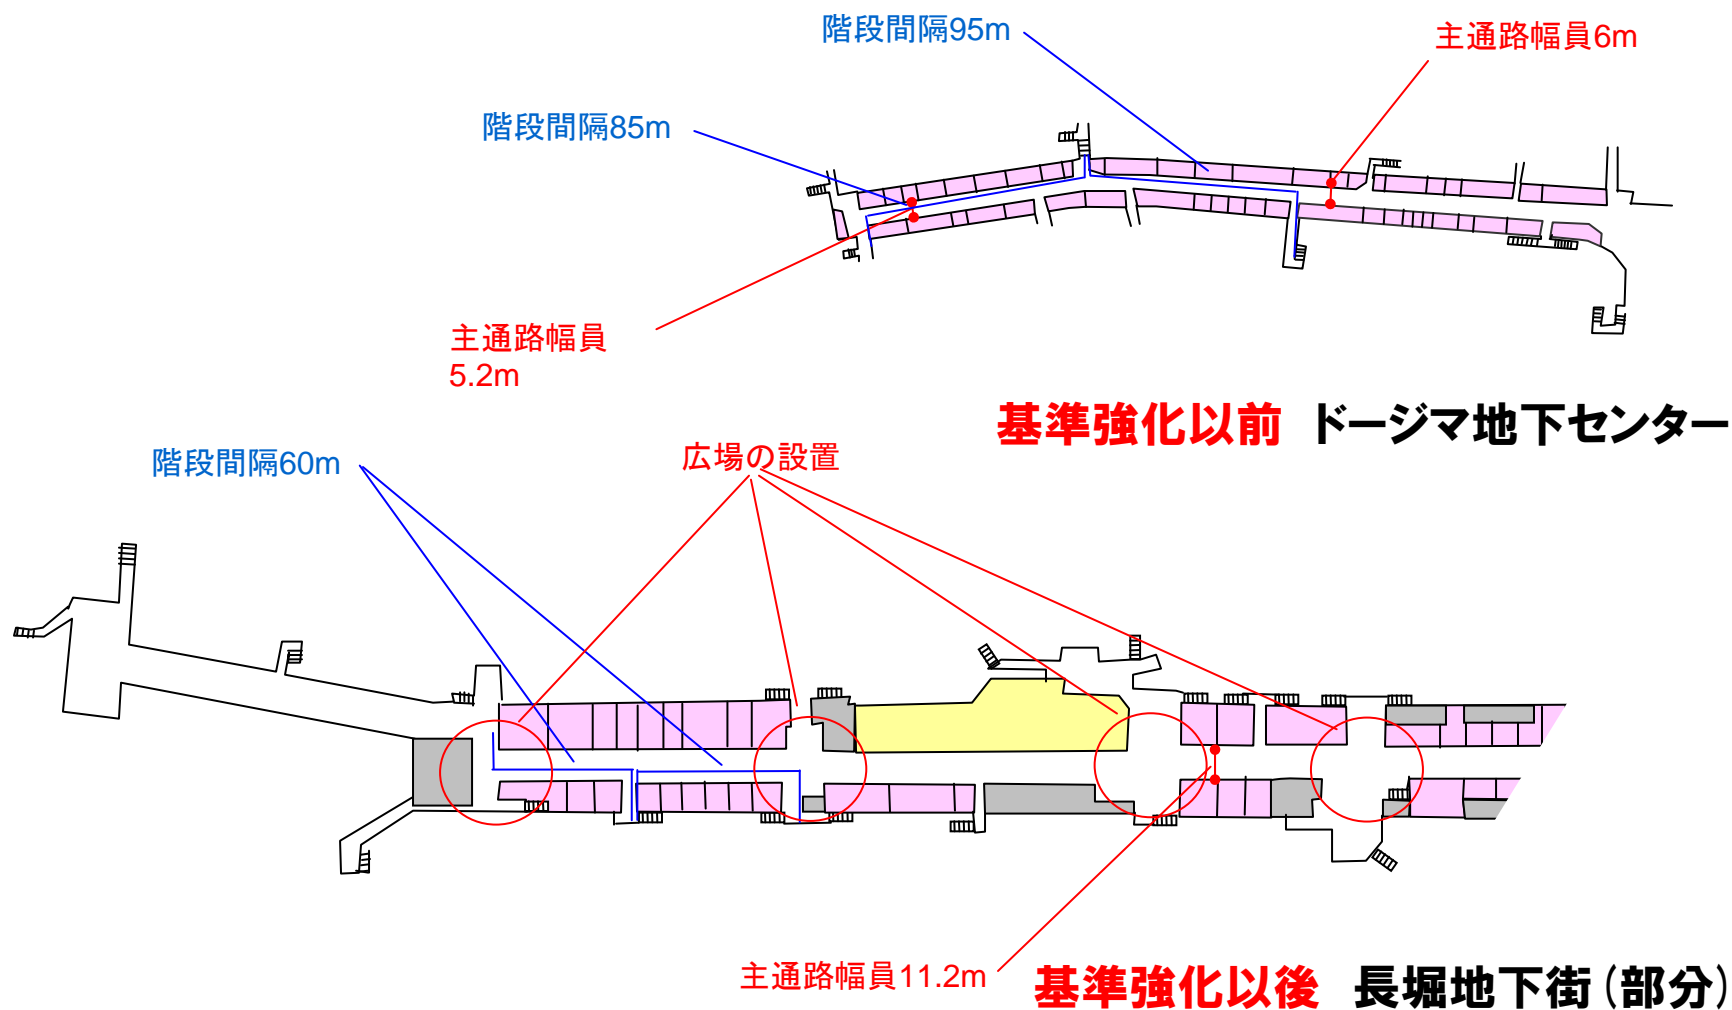 階段間隔95m
主通路幅員6m
階段間隔85m
主通路幅員
5.2m
基準強化以前 ドージマ地下センター
広場の設置
階段間隔60m
主通路幅員11.2m
基準強化以後 長堀地下街(部分)